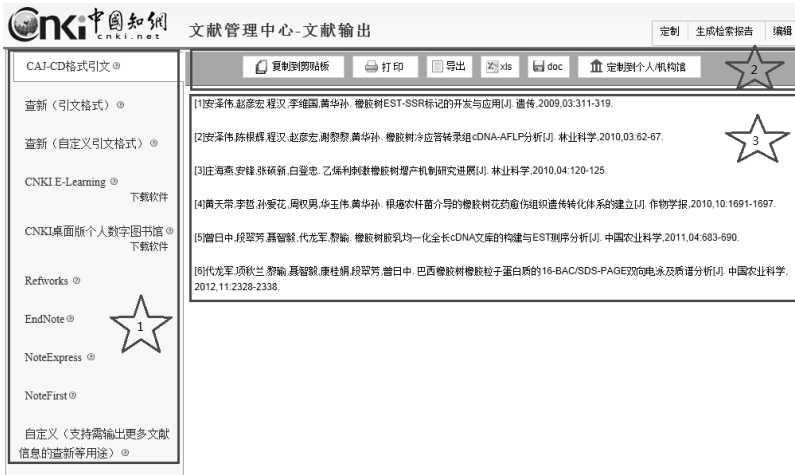 Cnki中国知网
cnki.net
文献管理中心-文献输出
定制 生成检索报告 编辑
CAJ-CD格式引文
复制到剪贴板 打印 导出 xls doc 定制到个人/机构馆
2
查新（引文格式）
[1]安泽伟,赵彦宏,程汉,李维国,黄华孙. 橡胶树EST-SSR标记的开发与应用[J]. 遗传,2009,03:311-319.
查新（自定义引文格式）
[2]安泽伟,陈根辉,程汉,赵彦宏,谢黎黎,黄华孙. 橡胶树冷应答转录组cDNA-AFLP分析[J]. 林业科学,2010,03:62-67.
3
CNKI E-Learning
下载软件
[3]庄海燕,安锋,张硕新,白登忠. 乙烯利刺激橡胶树增产机制研究进展[J]. 林业科学,2010,04:120-125.
[4]黄天带,李哲,孙爱花,周权男,华玉伟,黄华孙. 根癌农杆菌介导的橡胶树花药愈伤组织遗传转化体系的建立[J]. 作物学报,2010,10:1691-1697.
CNKI桌面版个人数字图书馆
下载软件
[5]曾日中,段翠芳,聂智毅,代龙军,黎瑜. 橡胶树胶乳均一化全长cDNA文库的构建与EST测序分析[J]. 中国农业科学,2011,04:683-690.
[6]代龙军,项秋兰,黎瑜,聂智毅,康桂娟,段翠芳,曾日中. 巴西橡胶树橡胶粒子蛋白质的16-BAC/SDS-PAGE双向电泳及质谱分析[J]. 中国农业科学,
2012,11:2328-2338.
Refworks
EndNote
1
NoteExpress
NoteFirst
自定义（支持需输出更多文献
信息的查新等用途）